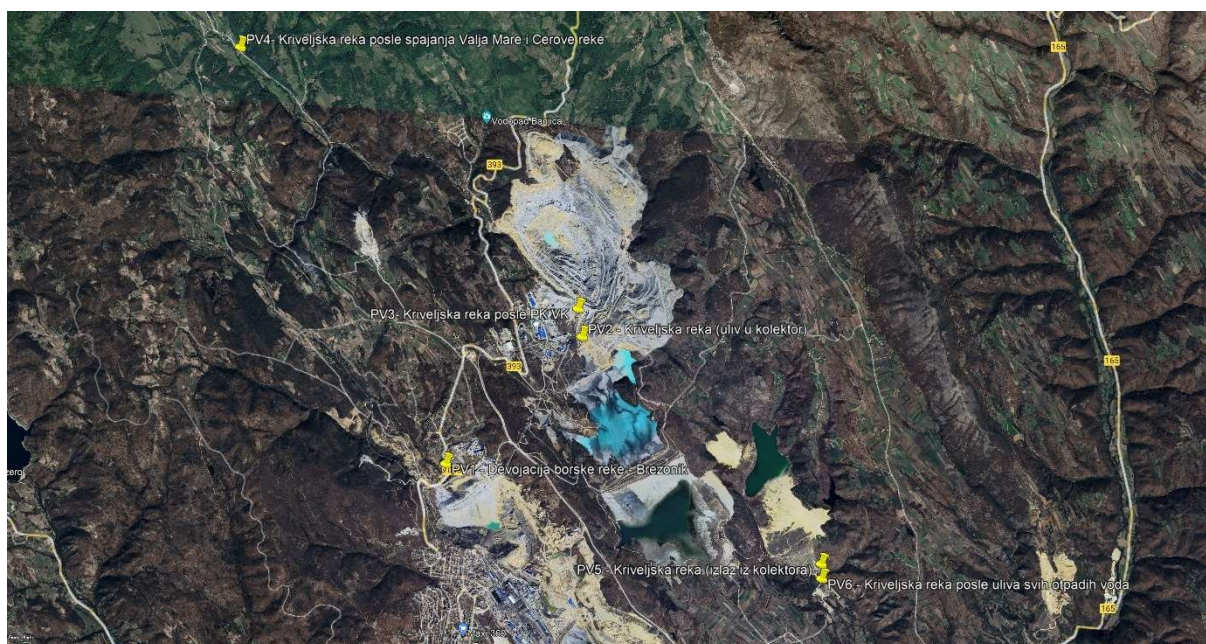 PV4- Kriveljska reka posle spajanja Valja Mare i Cerove reke
165
Vodopad Banjica
393
PV3- Kriveljska reka posle PK VK
PV2 - Kriveljska reka (uliv u kolektor)
393
165
PV1 - Devojacija borske reke - Brezonik
PV5 - Kriveljska reka (izlaz iz kolektora)
PV6 - Kriveljska reka posle uliva svih otpadih voda
165